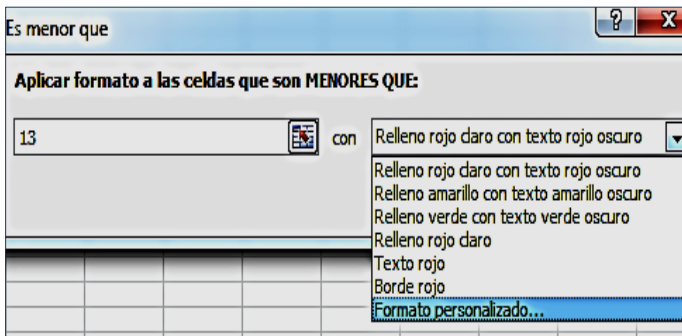 Es menor que
?
X
Aplicar formato a las celdas que son MENORES QUE:
13 con Relleno rojo claro con texto rojo oscuro
Relleno rojo claro con texto rojo oscuro
Relleno amarillo con texto amarillo oscuro
Relleno verde con texto verde oscuro
Relleno rojo claro
Texto rojo
Borde rojo
Formato personalizado...